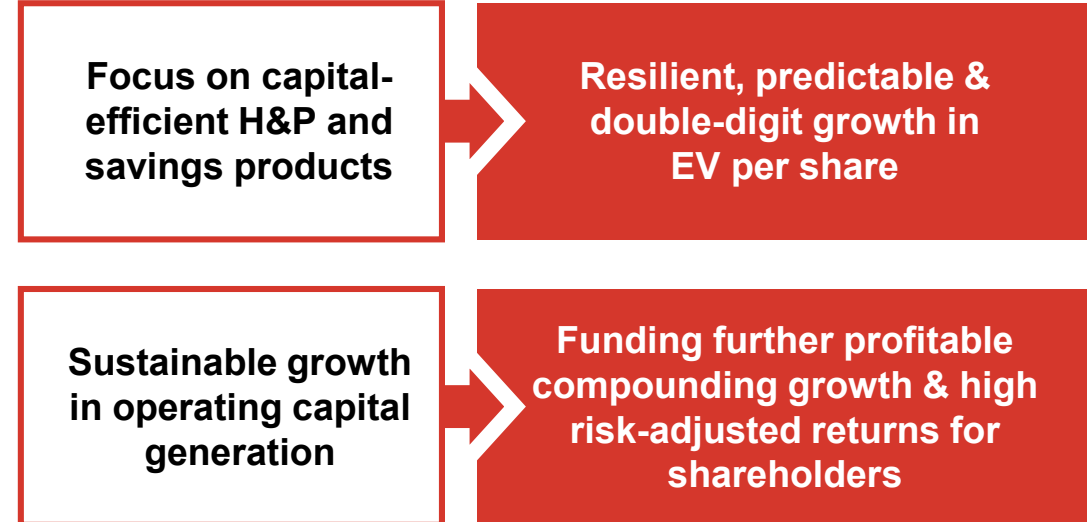 Focus on capital-
efficient H&P and
savings products
Resilient, predictable &
double-digit growth in
EV per share
Sustainable growth
in operating capital
generation
Funding further profitable
compounding growth & high
risk-adjusted returns for
shareholders